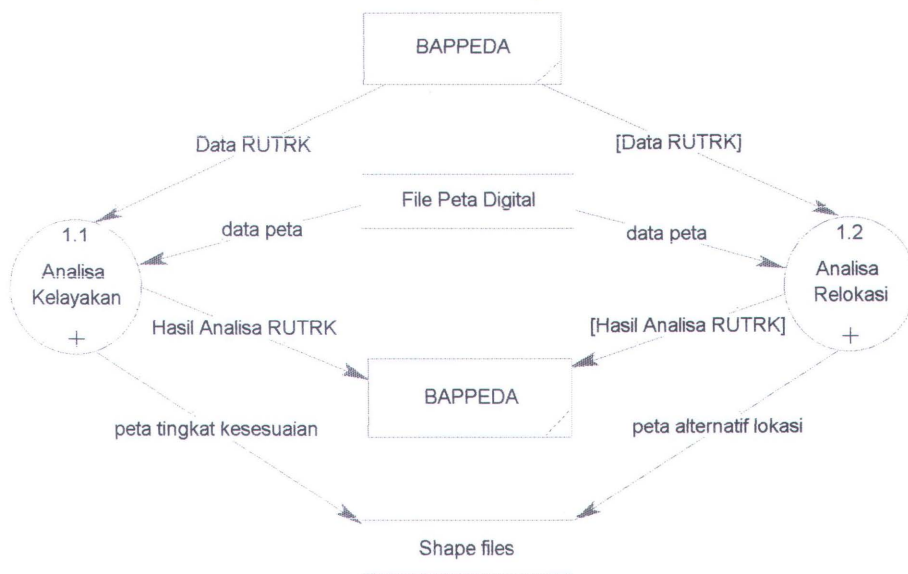 BAPPEDA
Data RUTRK
[Data RUTRK]
File Peta Digital
data peta
data peta
1.1
Analisa
Kelayakan
+
1.2
Analisa
Relokasi
+
Hasil Analisa RUTRK
[Hasil Analisa RUTRK]
BAPPEDA
peta tingkat kesesuaian
peta alternatif lokasi
Shape files